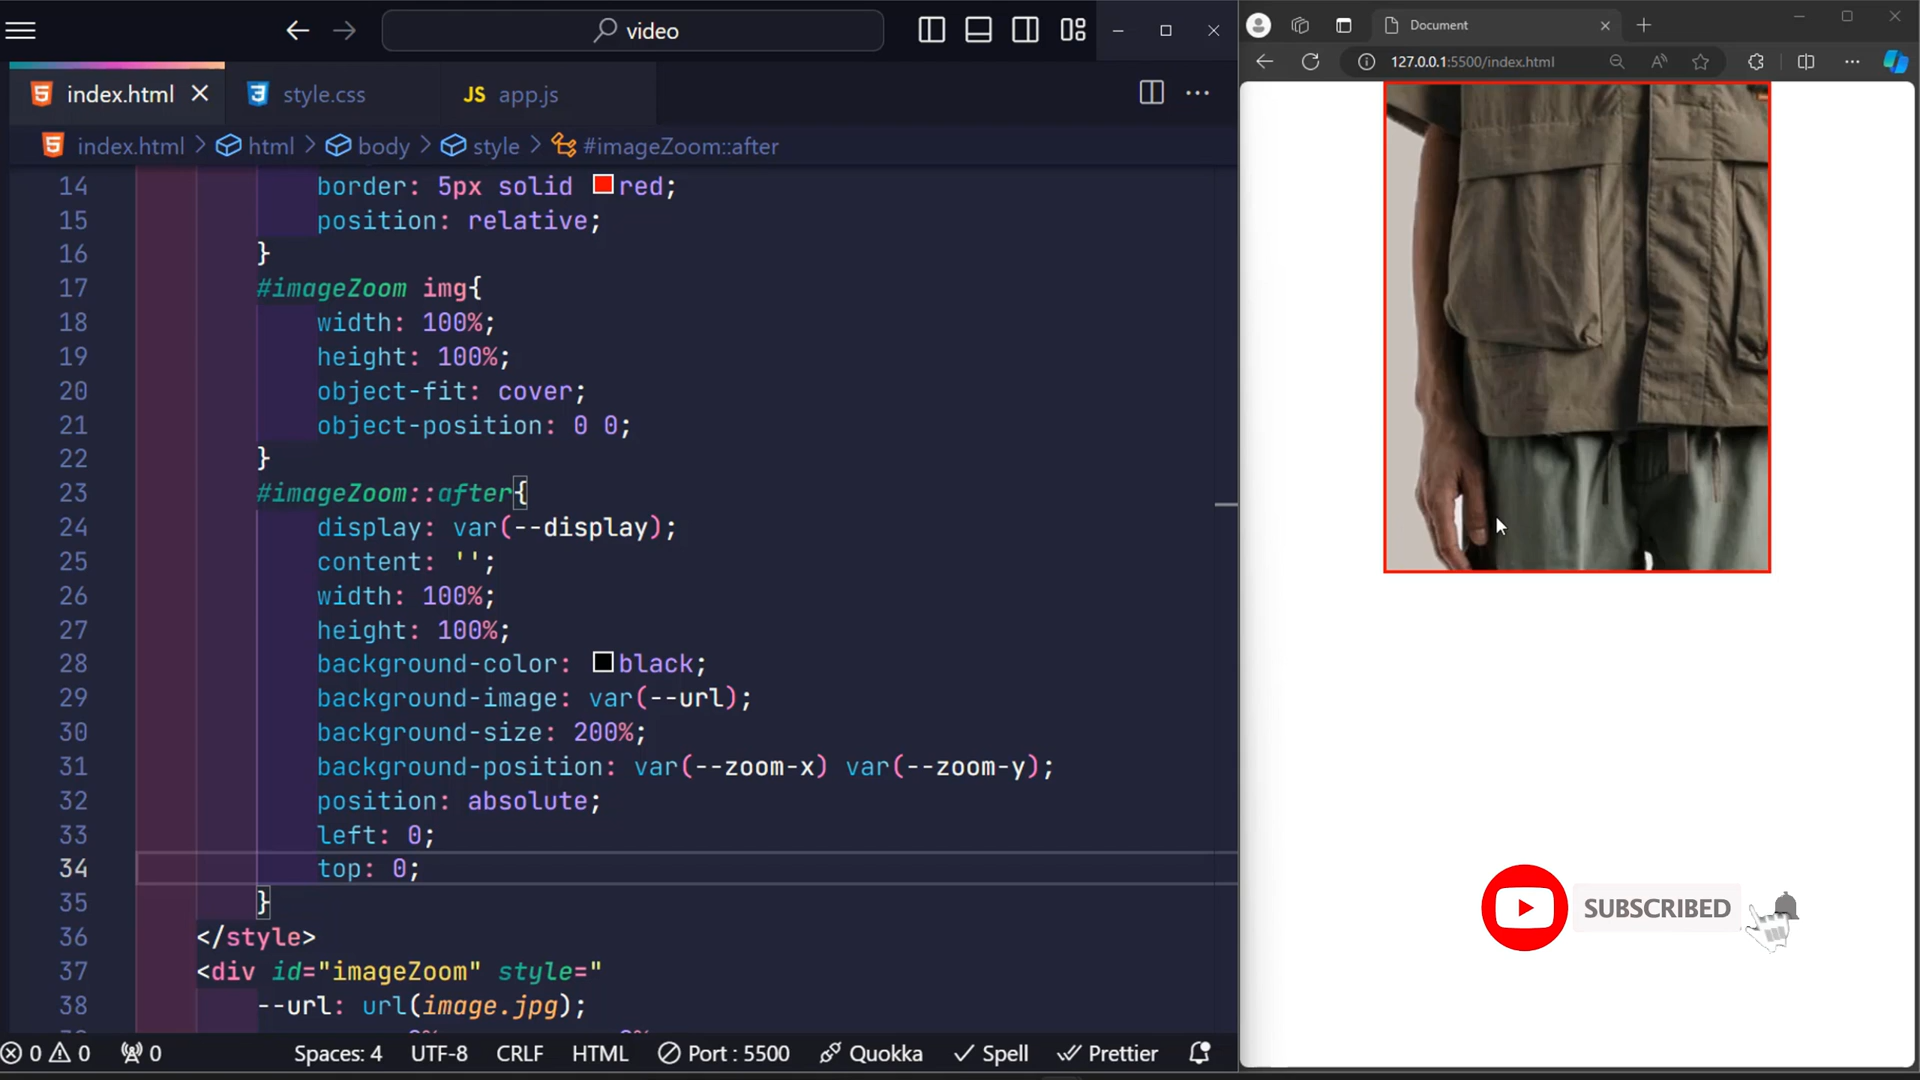 video
Document
127.0.0.1:5500/index.html
index.html
style.css
JS app.js
index.html > html > body > style > #imageZoom::after
14 border: 5px solid red;
15 position: relative;
16 }
17 #imageZoom img{
18 width: 100%;
19 height: 100%;
20 object-fit: cover;
21 object-position: 0 0;
22 }
23 #imageZoom::after{
24 display: var(--display);
25 content: '';
26 width: 100%;
27 height: 100%;
28 background-color: black;
29 background-image: var(--url);
30 background-size: 200%;
31 background-position: var(--zoom-x) var(--zoom-y);
32 position: absolute;
33 left: 0;
34 top: 0;
35 }
36 </style>
37 <div id="imageZoom" style="
38 --url: url(image.jpg);
SUBSCRIBED
0 0 0 Spaces: 4 UTF-8 CRLF HTML Port : 5500 Quokka Spell Prettier